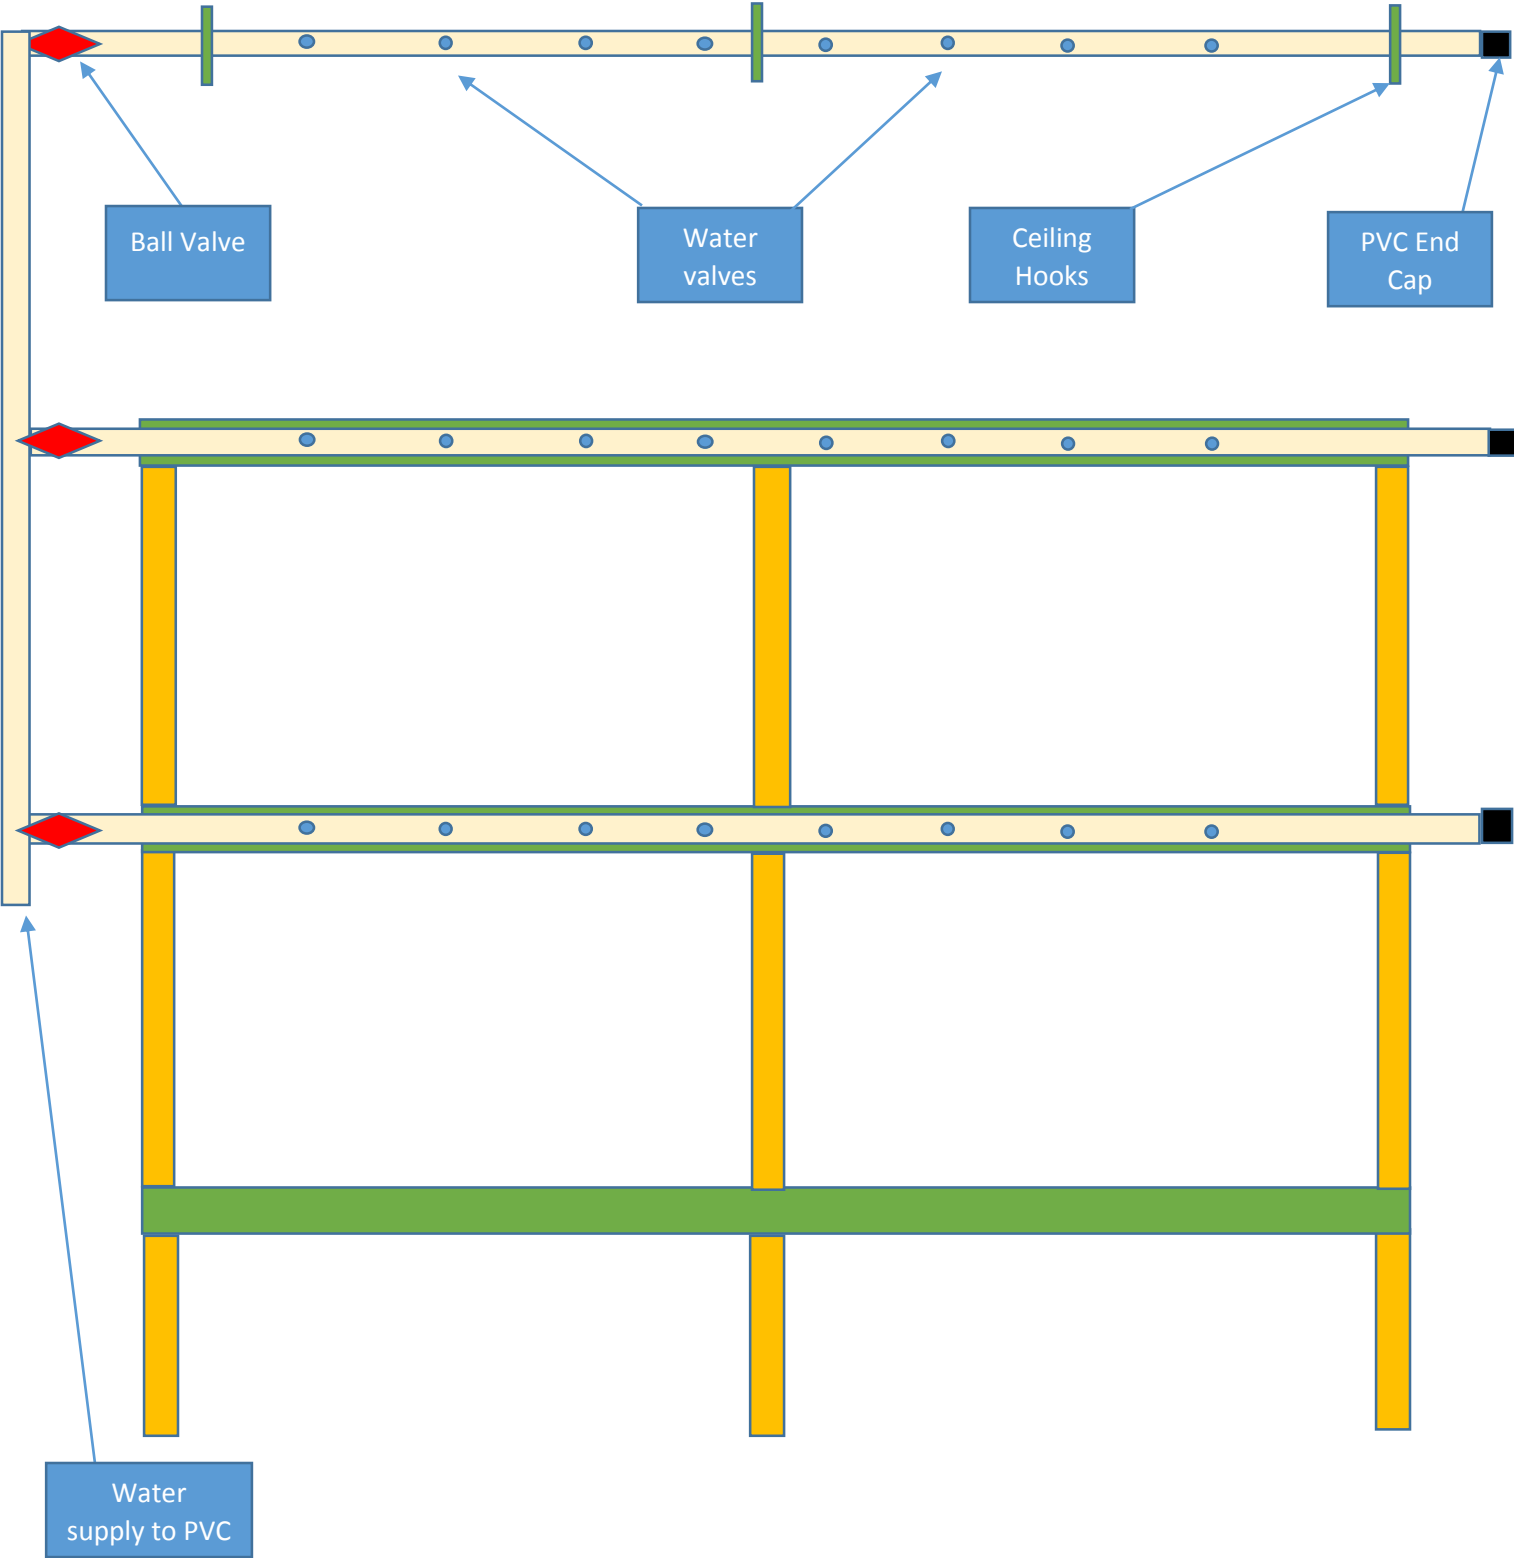 Ball Valve
Water
valves
Ceiling
Hooks
PVC End
Cap
Water
supply to PVC